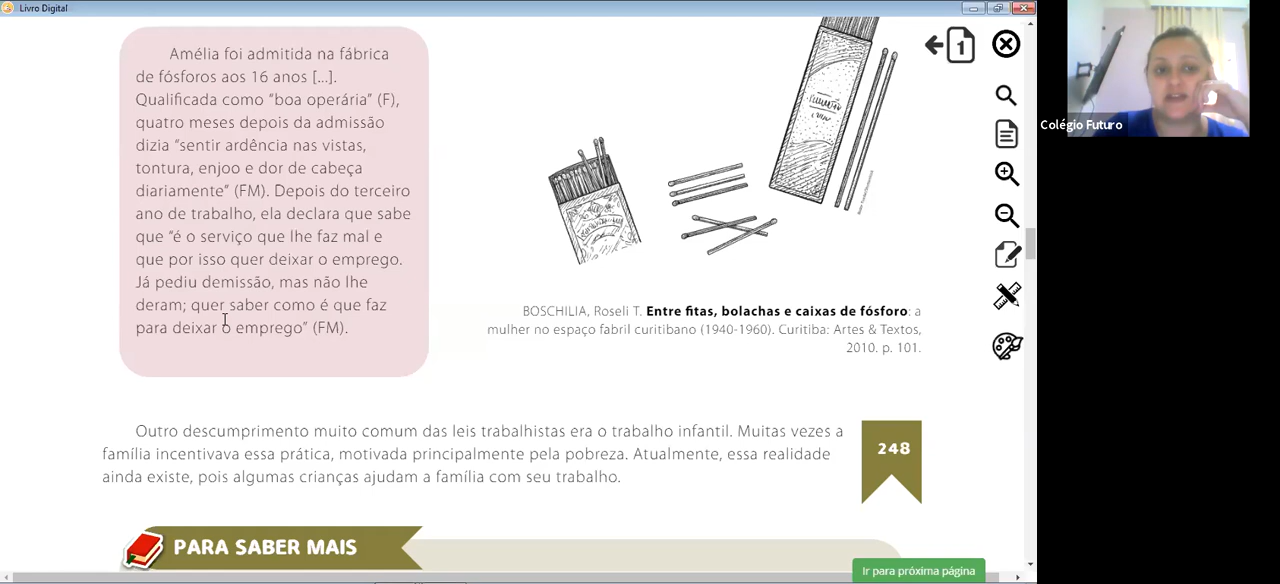 Livro Digital
Amélia foi admitida na fábrica
de fósforos aos 16 anos [...].
Qualificada como “boa operária” (F),
quatro meses depois da admissão
dizia “sentir ardência nas vistas,
tontura, enjoo e dor de cabeça
diariamente” (FM). Depois do terceiro
ano de trabalho, ela declara que sabe
que “é o serviço que lhe faz mal e
que por isso quer deixar o emprego.
Já pediu demissão, mas não lhe
deram; quer saber como é que faz
para deixar o emprego” (FM).
1
Colégio Futuro
BOSCHILIA, Roseli T. Entre fitas, bolachas e caixas de fósforo: a
mulher no espaço fabril curitibano (1940-1960). Curitiba: Artes & Textos,
2010. p. 101.
Outro descumprimento muito comum das leis trabalhistas era o trabalho infantil. Muitas vezes a
família incentivava essa prática, motivada principalmente pela pobreza. Atualmente, essa realidade
ainda existe, pois algumas crianças ajudam a família com seu trabalho.
248
PARA SABER MAIS
Ir para próxima página